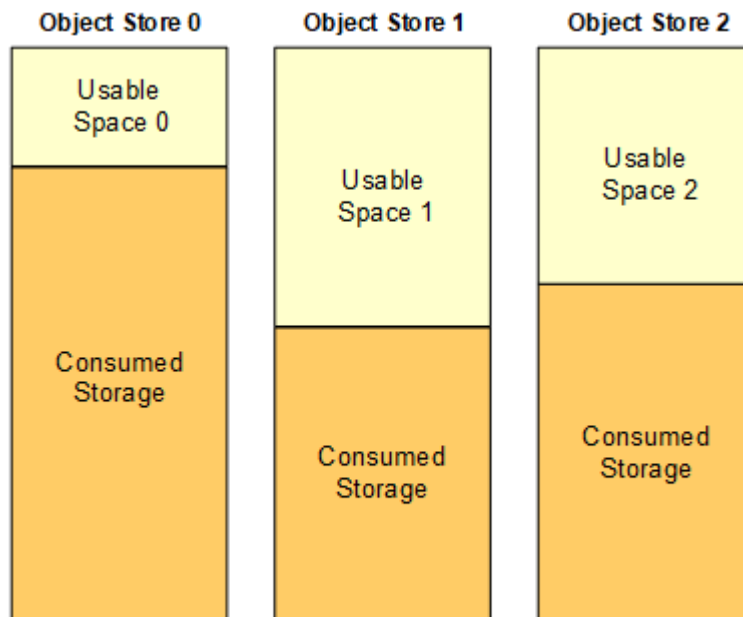 Object Store 0
Object Store 1
Object Store 2
Usable
Space 0
Usable
Space 1
Usable
Space 2
Consumed
Storage
Consumed
Storage
Consumed
Storage